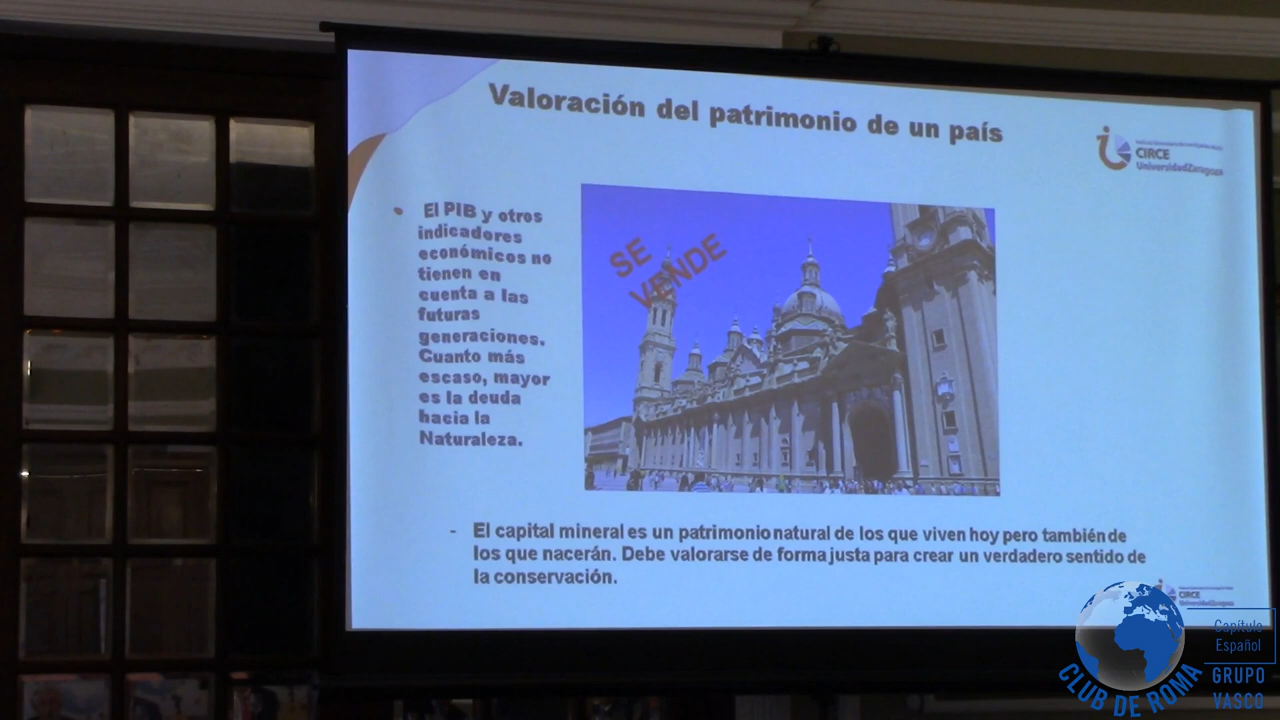 Valoración del patrimonio de un país
CIRCE
UniversidadZaragoza
• El PIB y otros
indicadores
económicos no
tienen en
cuenta a las
futuras
generaciones.
Cuanto más
escaso, mayor
es la deuda
hacia la
Naturaleza.
SE
VENDE
- El capital mineral es un patrimonio natural de los que viven hoy pero también de
los que nacerán. Debe valorarse de forma justa para crear un verdadero sentido de
la conservación.
CIRCE
Capítulo
Español
GRUPO
VASCO
CLUB DE ROMA